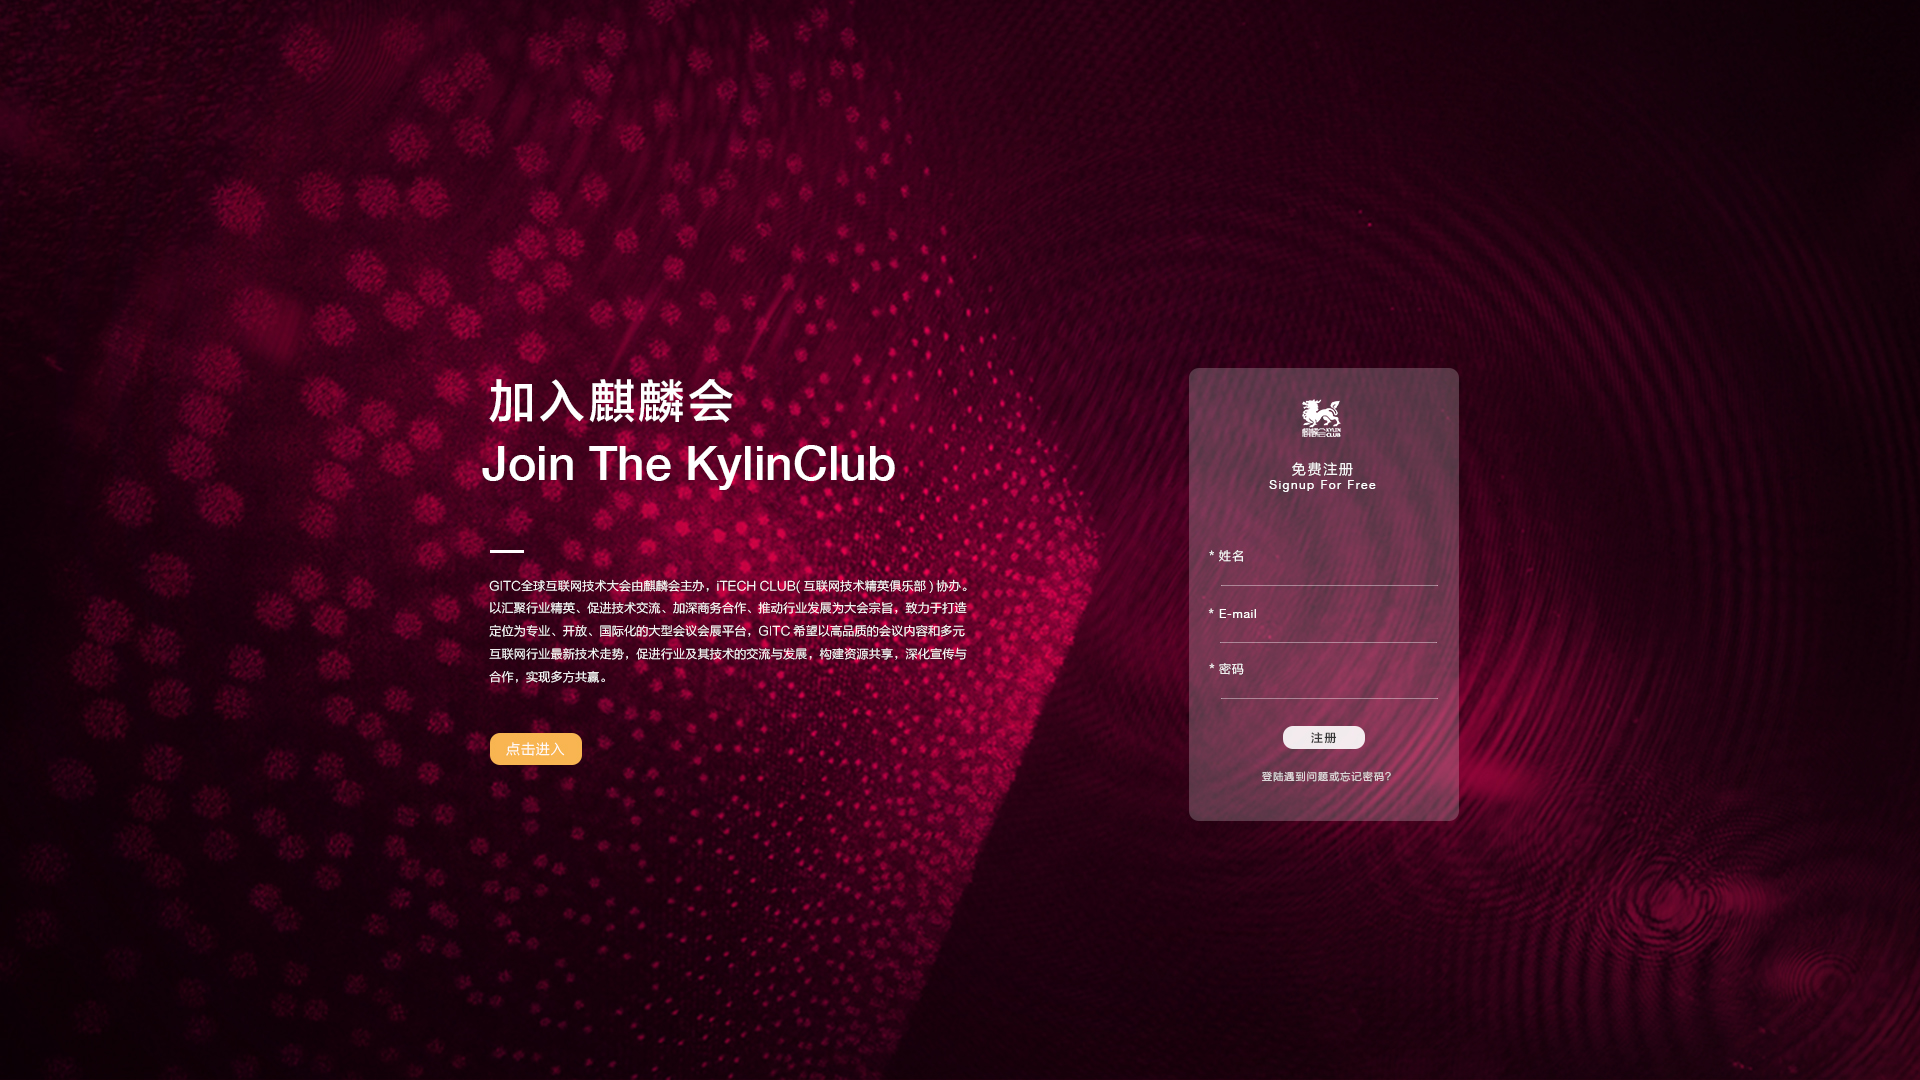 加入麒麟会
Join The KylinClub
GITC全球互联网技术大会由麒麟会主办，iTECH CLUB( 互联网技术精英俱乐部 ) 协办。
以汇聚行业精英、促进技术交流、加深商务合作、推动行业发展为大会宗旨，致力于打造
定位为专业、开放、国际化的大型会议会展平台，GITC 希望以高品质的会议内容和多元
互联网行业最新技术走势，促进行业及其技术的交流与发展，构建资源共享，深化宣传与
合作，实现多方共赢。
点击进入
麒麟会KYLIN CLUB
免费注册
Signup For Free
* 姓名
* E-mail
* 密码
注册
登陆遇到问题或忘记密码?